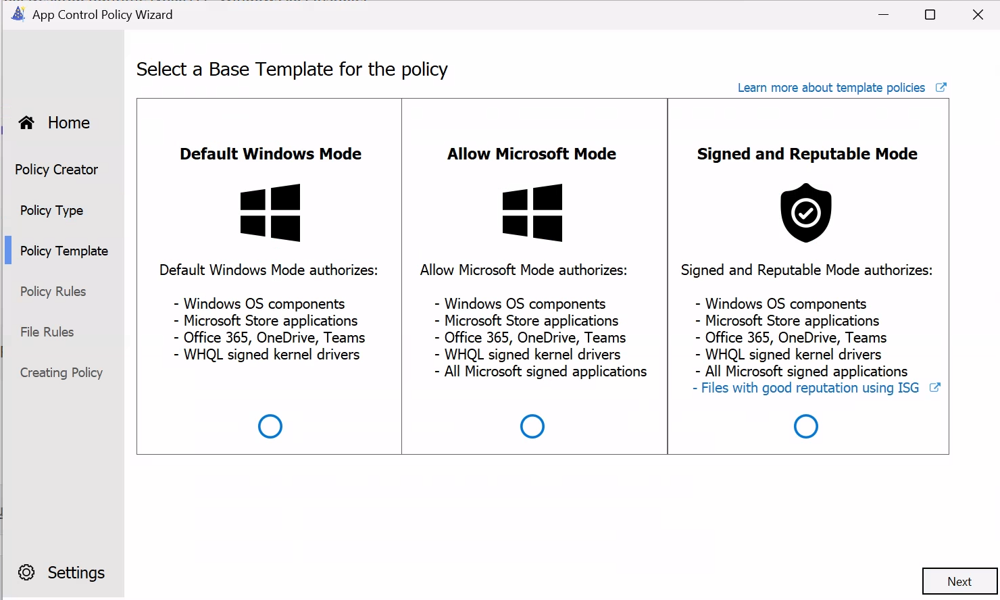 App Control Policy Wizard
Select a Base Template for the policy
Learn more about template policies
Home
Policy Creator
Policy Type
Policy Template
Policy Rules
File Rules
Creating Policy
Settings
Default Windows Mode
Default Windows Mode authorizes:
- Windows OS components
- Microsoft Store applications
- Office 365, OneDrive, Teams
- WHQL signed kernel drivers
Allow Microsoft Mode
Allow Microsoft Mode authorizes:
- Windows OS components
- Microsoft Store applications
- Office 365, OneDrive, Teams
- WHQL signed kernel drivers
- All Microsoft signed applications
Signed and Reputable Mode
Signed and Reputable Mode authorizes:
- Windows OS components
- Microsoft Store applications
- Office 365, OneDrive, Teams
- WHQL signed kernel drivers
- All Microsoft signed applications
- Files with good reputation using ISG
Next